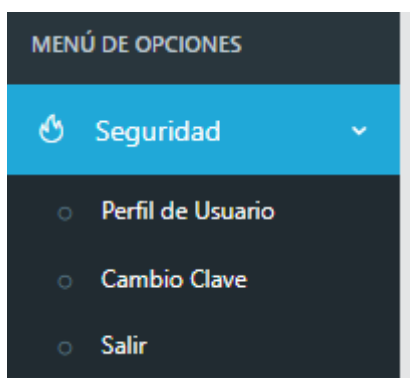 MENÚ DE OPCIONES
Seguridad
Perfil de Usuario
Cambio Clave
Salir